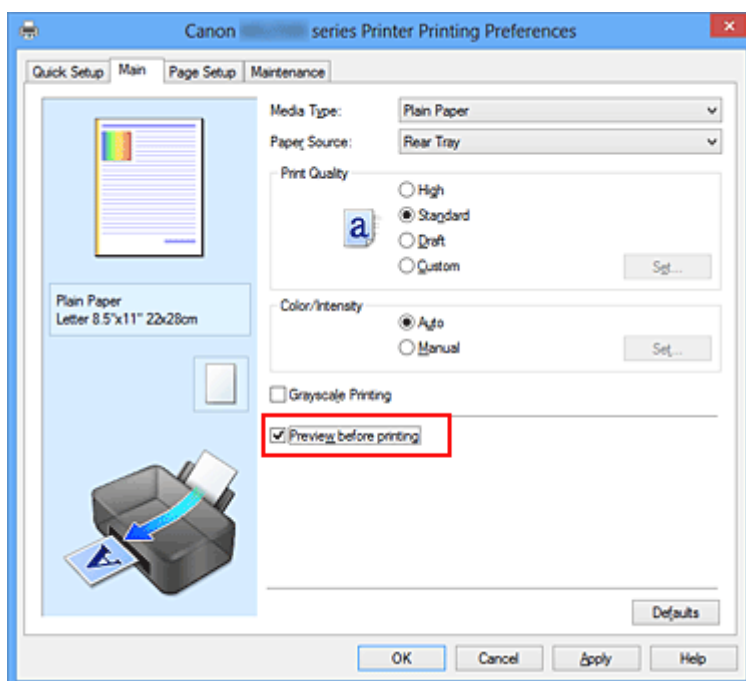 Canon series Printer Printing Preferences
Quick Setup Main Page Setup Maintenance
Media Type: Plain Paper
Paper Source: Rear Tray
Print Quality
High
a Standard
Draft
Custom Set...
Plain Paper
Letter 8.5"x11" 22x28cm
Color/Intensity
Auto
Manual Set...
Grayscale Printing
Preview before printing
A
Defaults
OK Cancel Apply Help